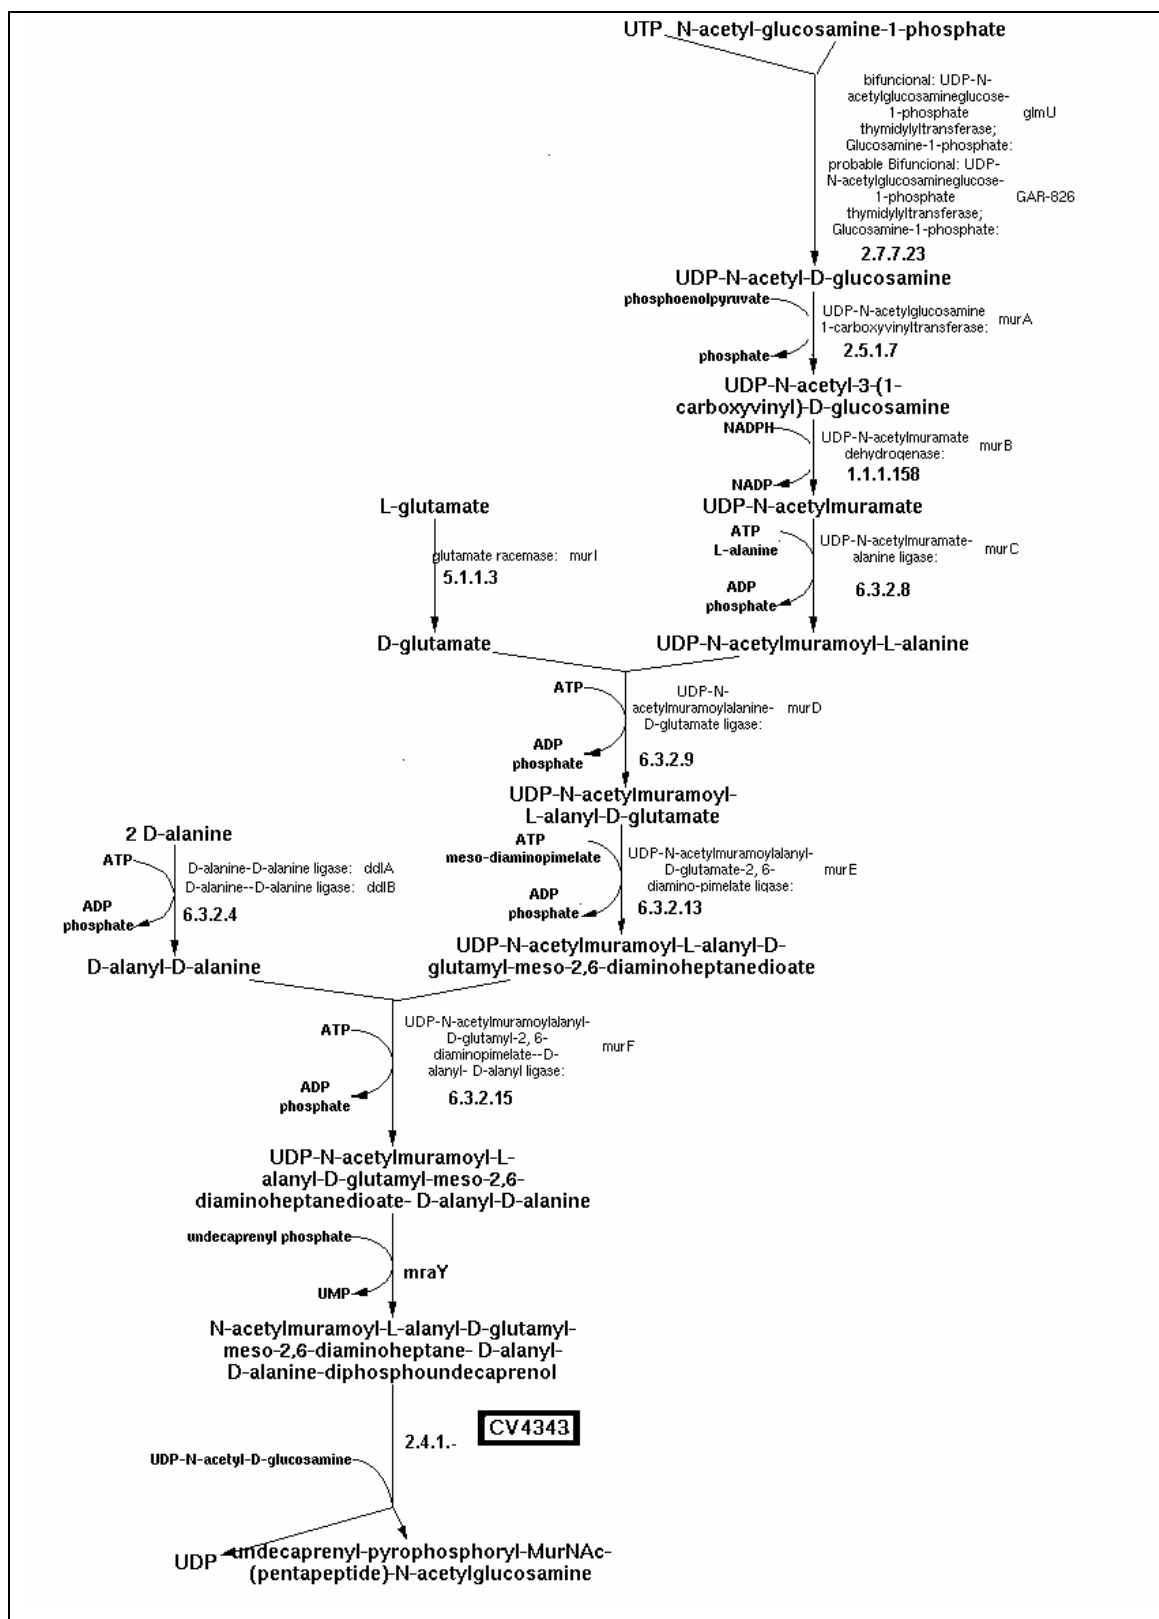 UTP N-acetyl-glucosamine-1-phosphate
bifuncional: UDP-N-
acetylglucosamineglucose-
1-phosphate
thymidylyltransferase;
Glucosamine-1-phosphate:
glmU
probable Bifuncional: UDP-
N-acetylglucosamineglucose-
1-phosphate
thymidylyltransferase;
Glucosamine-1-phosphate:
GAR-826
2.7.7.23
UDP-N-acetyl-D-glucosamine
phosphoenolpyruvate
UDP-N-acetylglucosamine
1-carboxyvinyltransferase:
murA
phosphate
2.5.1.7
UDP-N-acetyl-3-(1-
carboxyvinyl)-D-glucosamine
NADPH
UDP-N-acetylmuramate
dehydrogenase:
murB
NADP
1.1.1.158
UDP-N-acetylmuramate
L-glutamate
ATP
L-alanine
UDP-N-acetylmuramate-
alanine ligase:
murC
glutamate racemase: murI
5.1.1.3
ADP
phosphate
6.3.2.8
D-glutamate
UDP-N-acetylmuramoyl-L-alanine
ATP
UDP-N-
acetylmuramoylalanine-
D-glutamate ligase:
murD
ADP
phosphate
6.3.2.9
UDP-N-acetylmuramoyl-
L-alanyl-D-glutamate
2 D-alanine
ATP
D-alanine-D-alanine ligase: ddlA
D-alanine--D-alanine ligase: ddlB
ADP
phosphate
6.3.2.4
ATP
meso-diaminopimelate
UDP-N-acetylmuramoylalanyl-
D-glutamate-2, 6-
diamino-pimelate ligase:
murE
ADP
phosphate
6.3.2.13
D-alanyl-D-alanine
UDP-N-acetylmuramoyl-L-alanyl-D-
glutamyl-meso-2,6-diaminoheptanedioate
ATP
UDP-N-acetylmuramoylalanyl-
D-glutamyl-2, 6-
diaminopimelate--D-
alanyl- D-alanyl ligase:
murF
ADP
phosphate
6.3.2.15
UDP-N-acetylmuramoyl-L-
alanyl-D-glutamyl-meso-2,6-
diaminoheptanedioate- D-alanyl-D-alanine
undecaprenyl phosphate
mraY
UMP
N-acetylmuramoyl-L-alanyl-D-glutamyl-
meso-2,6-diaminoheptane- D-alanyl-
D-alanine-diphosphoundecaprenol
CV4343
2.4.1.-
UDP-N-acetyl-D-glucosamine
UDP
undecaprenyl-pyrophosphoryl-MurNAc-
(pentapeptide)-N-acetylglucosamine